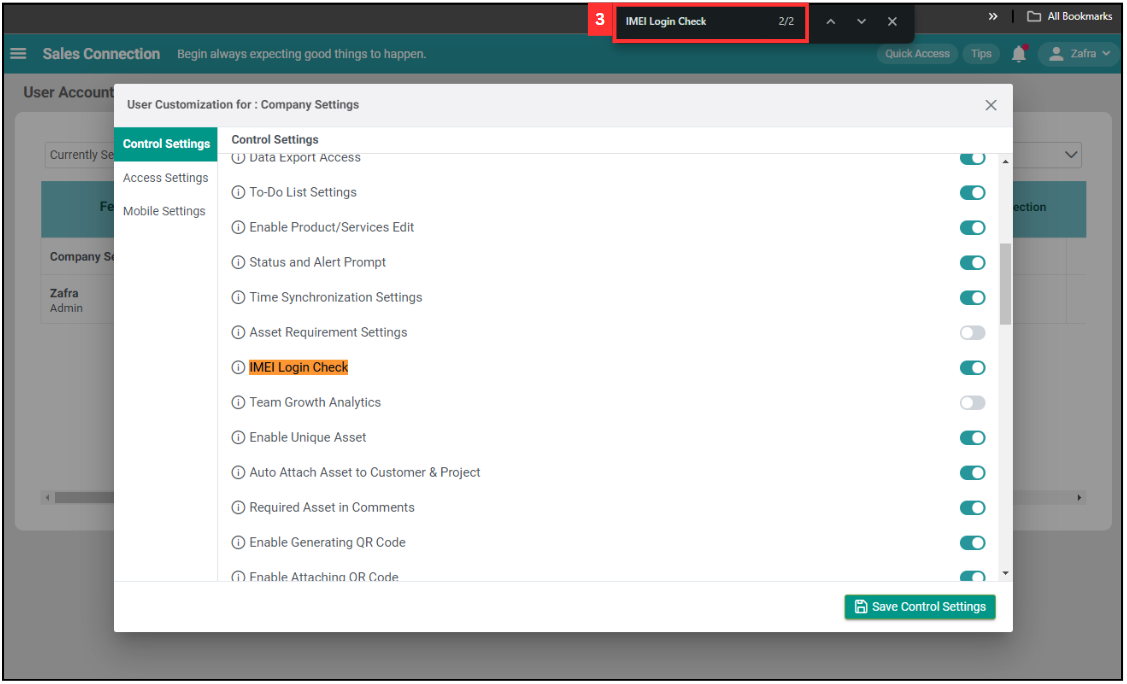 3 IMEI Login Check 2/2
» All Bookmarks
Sales Connection Begin always expecting good things to happen. Quick Access Tips Zafra
User Account
User Customization for : Company Settings
Control Settings
Access Settings
Mobile Settings
Control Settings
Data Export Access
To-Do List Settings
Enable Product/Services Edit
Status and Alert Prompt
Time Synchronization Settings
Asset Requirement Settings
IMEI Login Check
Team Growth Analytics
Enable Unique Asset
Auto Attach Asset to Customer & Project
Required Asset in Comments
Enable Generating QR Code
Enable Attaching QR Code
Save Control Settings
Currently Se
Fe
ection
Company Se
Zafra
Admin